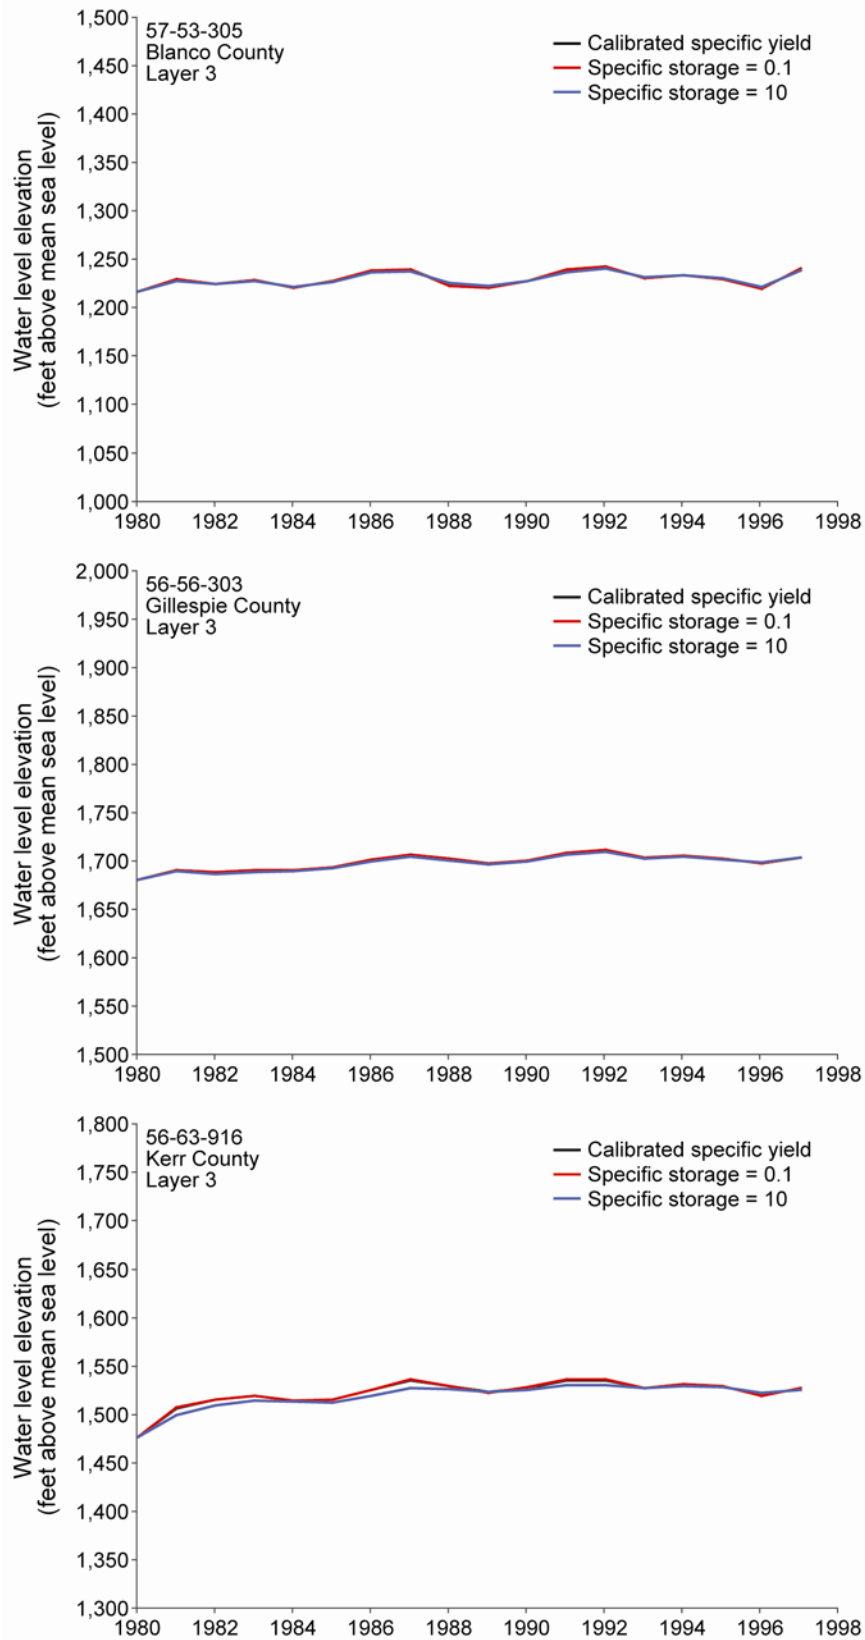 57-53-305
Blanco County
Layer 3
Calibrated specific yield
Specific storage = 0.1
Specific storage = 10
Water level elevation
(feet above mean sea level)
1,500
1,450
1,400
1,350
1,300
1,250
1,200
1,150
1,100
1,050
1,000
1980 1982 1984 1986 1988 1990 1992 1994 1996 1998
56-56-303
Gillespie County
Layer 3
Calibrated specific yield
Specific storage = 0.1
Specific storage = 10
Water level elevation
(feet above mean sea level)
2,000
1,950
1,900
1,850
1,800
1,750
1,700
1,650
1,600
1,550
1,500
1980 1982 1984 1986 1988 1990 1992 1994 1996 1998
56-63-916
Kerr County
Layer 3
Calibrated specific yield
Specific storage = 0.1
Specific storage = 10
Water level elevation
(feet above mean sea level)
1,800
1,750
1,700
1,650
1,600
1,550
1,500
1,450
1,400
1,350
1,300
1980 1982 1984 1986 1988 1990 1992 1994 1996 1998